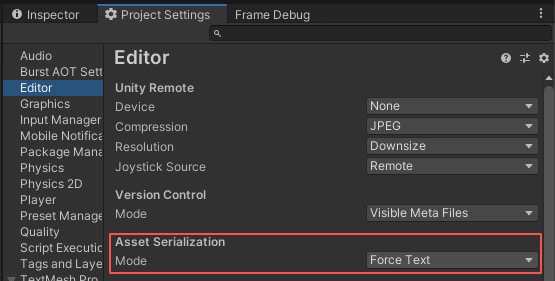 Inspector
Project Settings
Frame Debug
Audio
Burst AOT Sett
Editor
Graphics
Input Manager
Mobile Notifica
Package Mana
Physics
Physics 2D
Player
Preset Manage
Quality
Script Executio
Tags and Laye
TextMesh Pro
Editor
Unity Remote
Device None
Compression JPEG
Resolution Downsize
Joystick Source Remote
Version Control
Mode Visible Meta Files
Asset Serialization
Mode Force Text